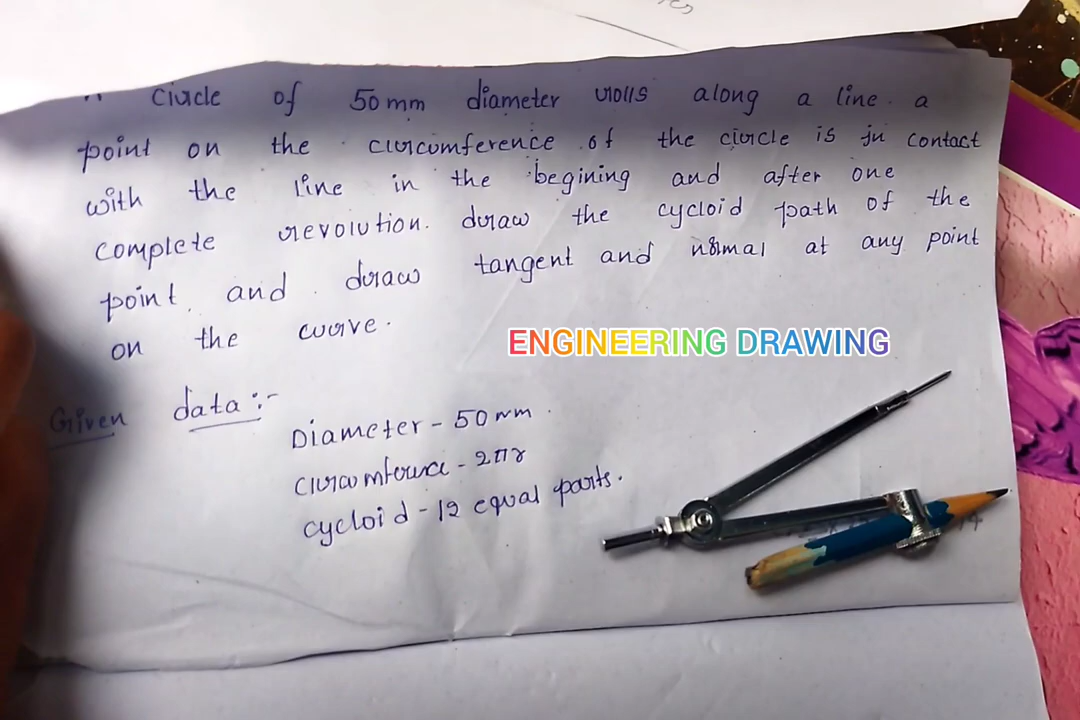 A circle of 50 mm diameter rolls along a line. a
point on the circumference of the circle is in contact
with the line in the begining and after one
complete revolution. draw the cycloid path of the
point, and draw tangent and normal at any point
on the curve.
ENGINEERING DRAWING
Given data :-
Diameter - 50 mm
circumference - 2πr
cycloid - 12 equal parts.